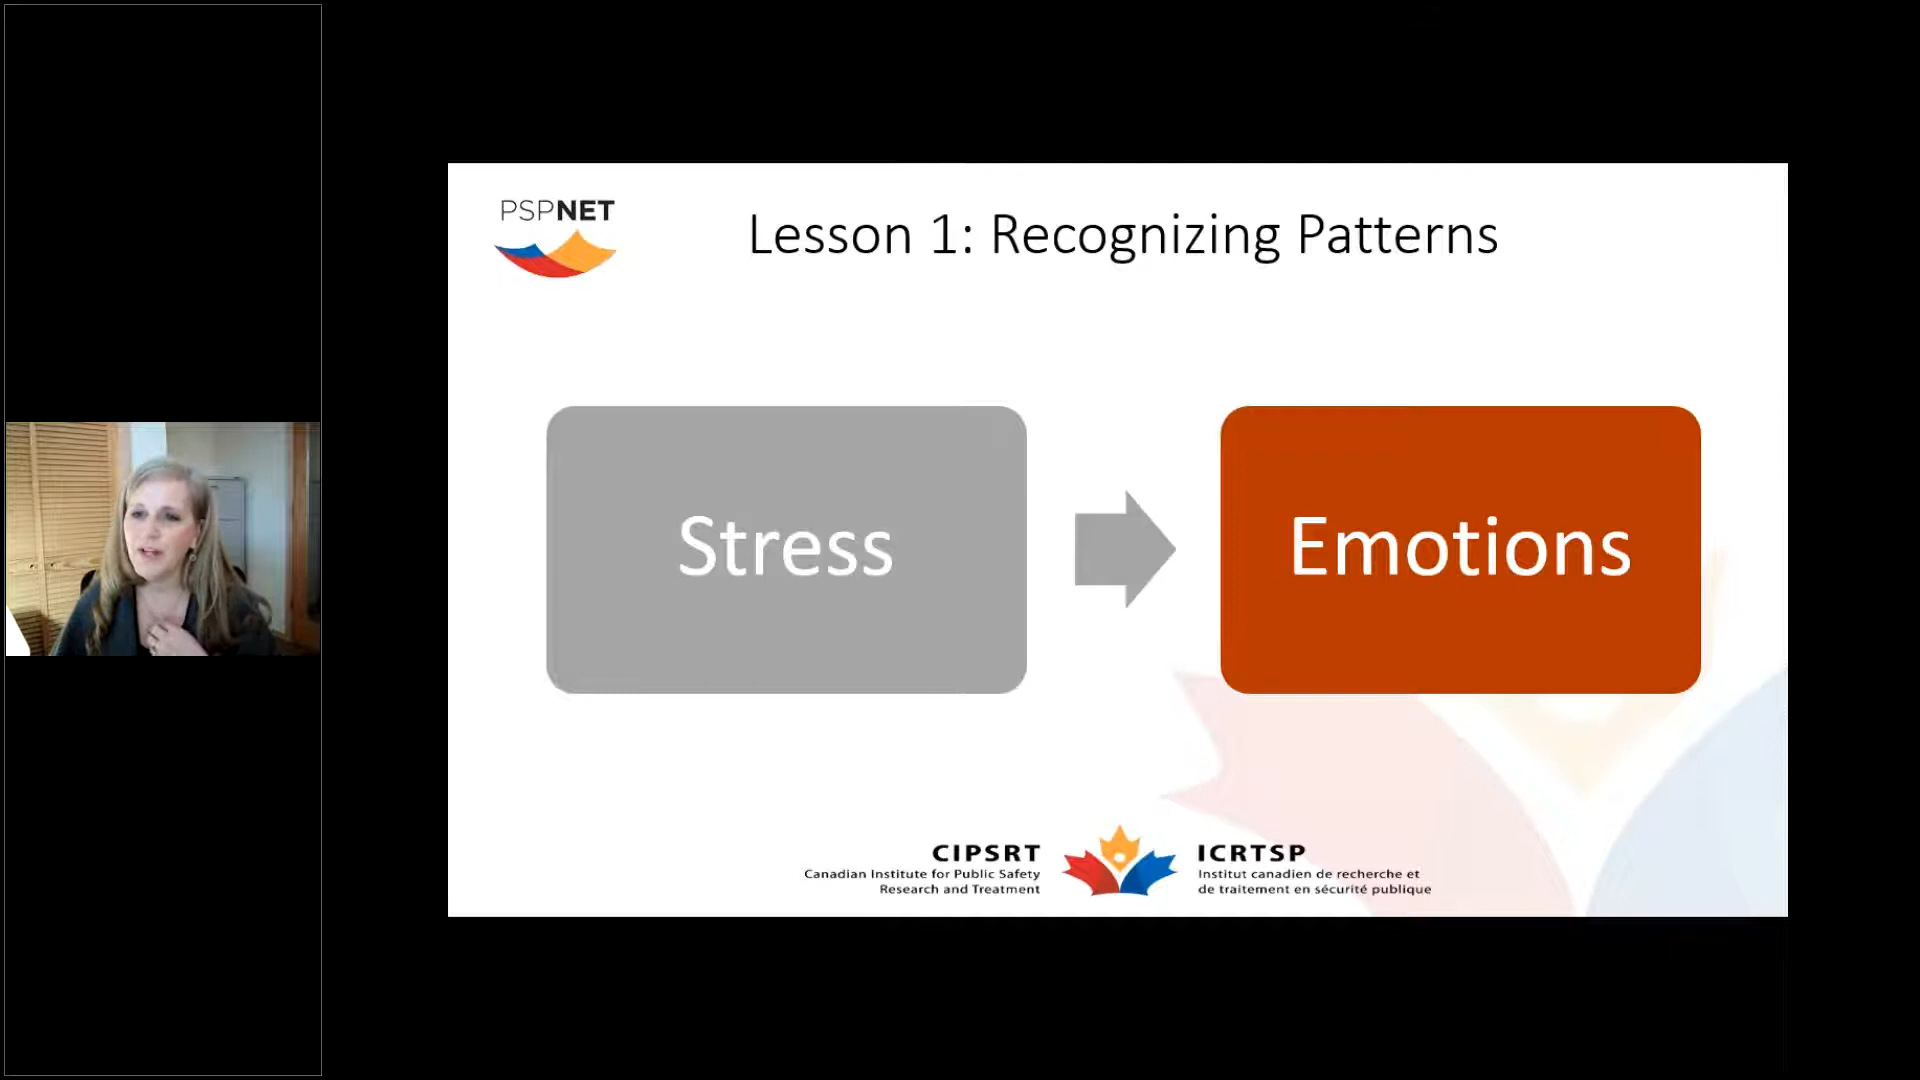 PSPNET
Lesson 1: Recognizing Patterns
Stress
Emotions
CIPSRT
Canadian Institute for Public Safety
Research and Treatment
ICRTSP
Institut canadien de recherche et
de traitement en sécurité publique